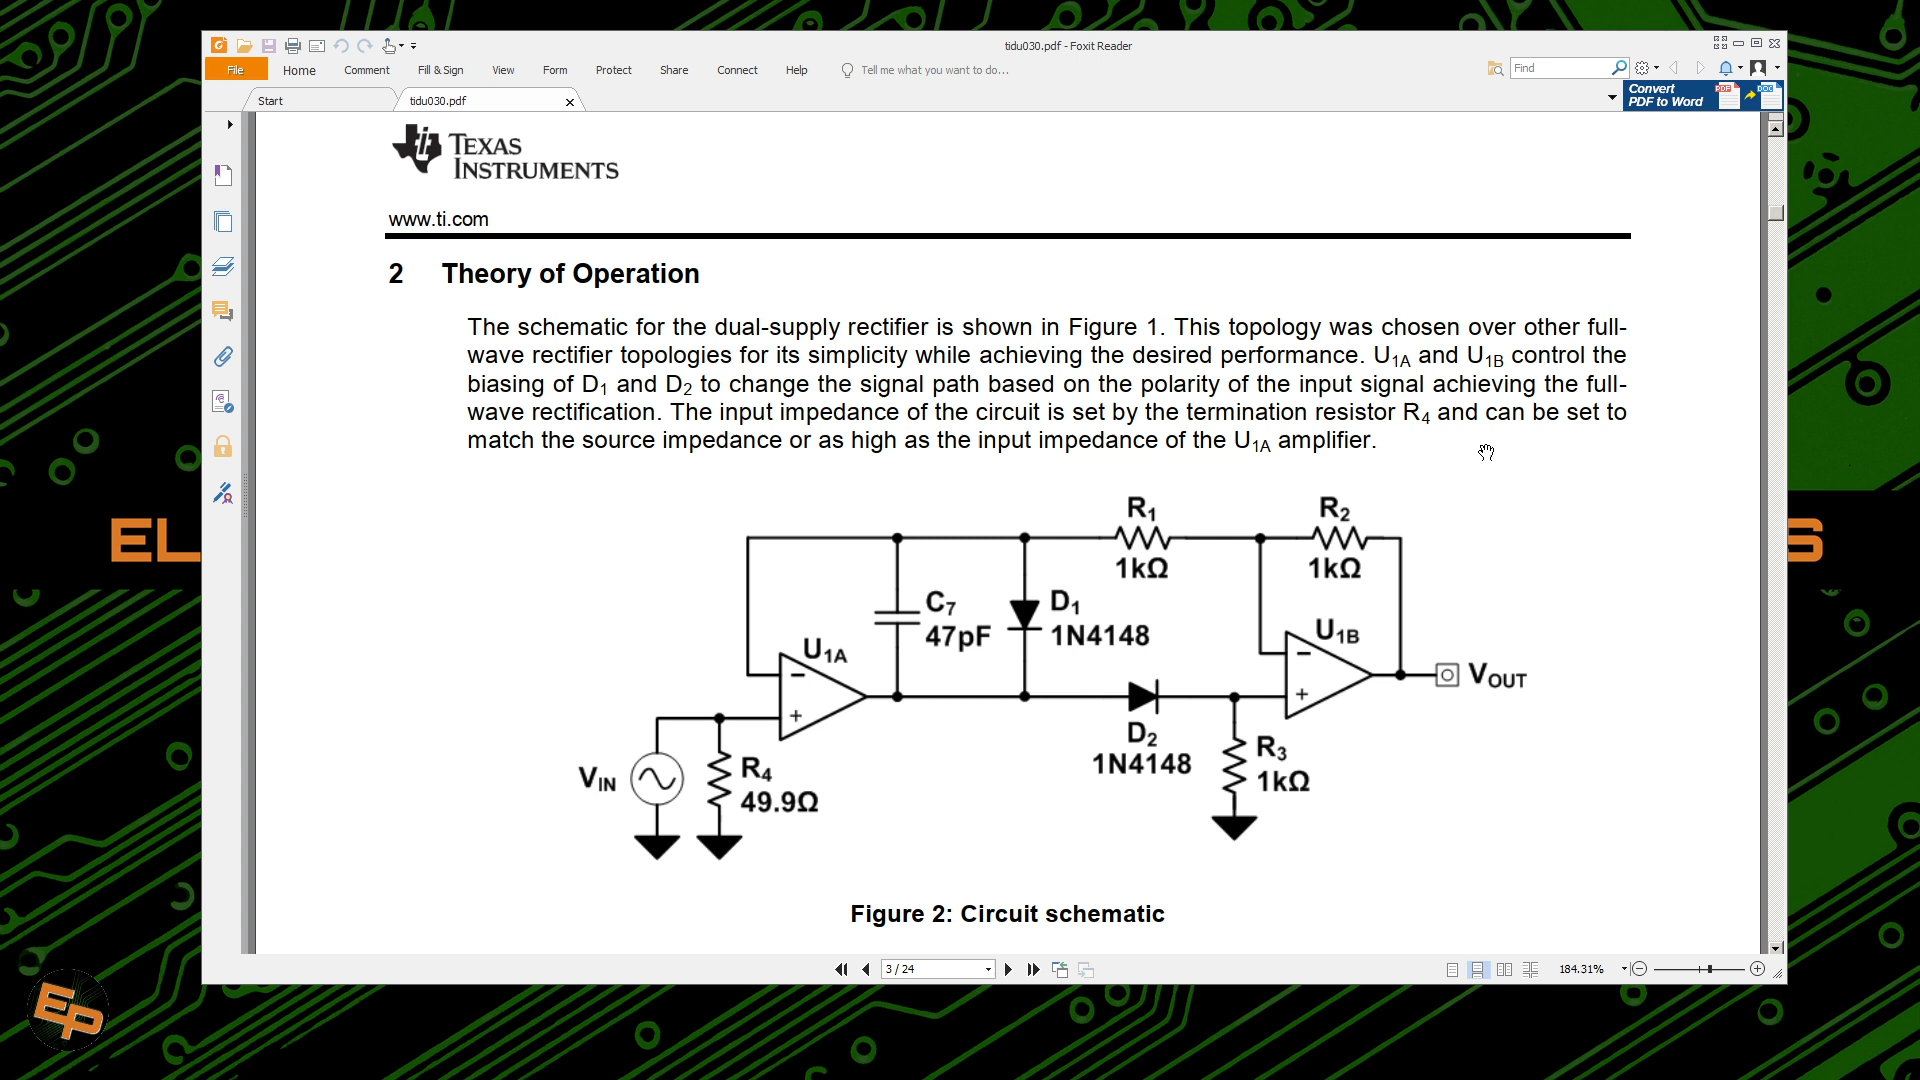 tidu030.pdf - Foxit Reader
File Home Comment Fill & Sign View Form Protect Share Connect Help Tell me what you want to do... Find
Start tidu030.pdf
Convert
PDF to Word
PDF DOC
TEXAS
INSTRUMENTS
www.ti.com
2 Theory of Operation
The schematic for the dual-supply rectifier is shown in Figure 1. This topology was chosen over other full-
wave rectifier topologies for its simplicity while achieving the desired performance. U1A and U1B control the
biasing of D1 and D2 to change the signal path based on the polarity of the input signal achieving the full-
wave rectification. The input impedance of the circuit is set by the termination resistor R4 and can be set to
match the source impedance or as high as the input impedance of the U1A amplifier.
R1 R2
1kΩ 1kΩ
C7 D1
47pF 1N4148
U1A U1B
VOUT
D2
1N4148
R3
1kΩ
VIN
R4
49.9Ω
Figure 2: Circuit schematic
3 / 24
184.31%
EL
S
EP